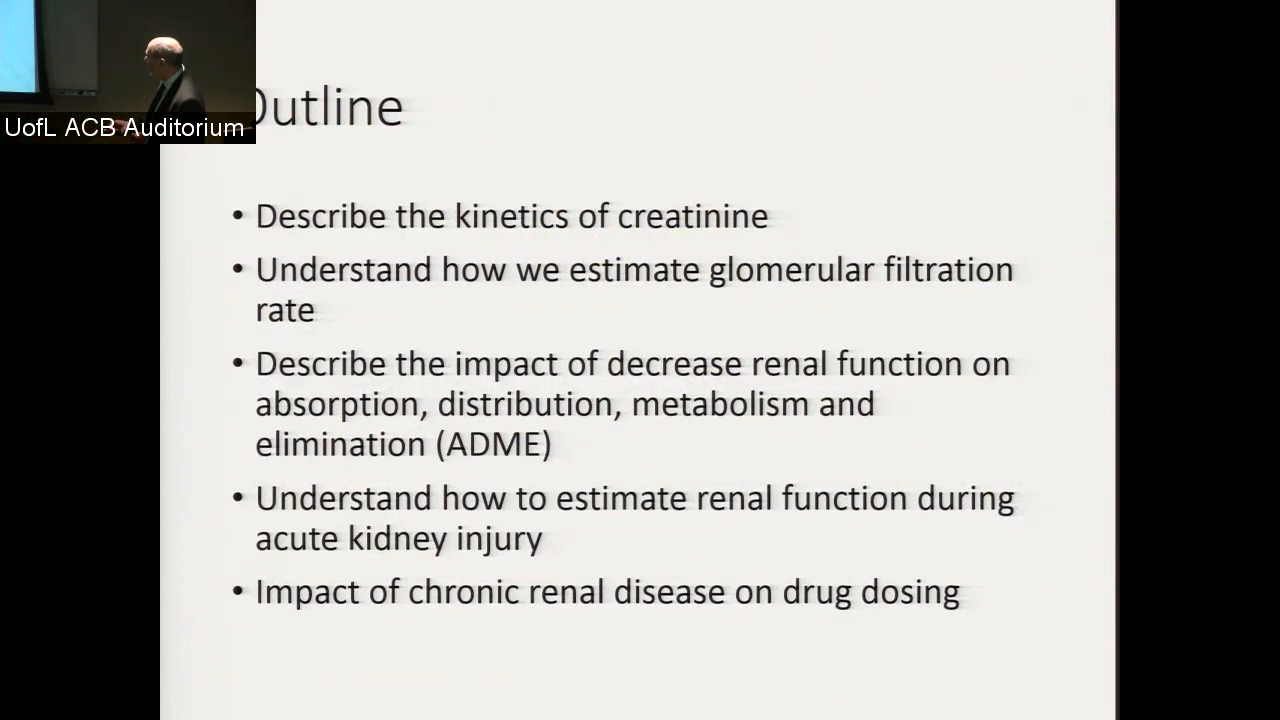 UofL ACB Auditorium
Outline
• Describe the kinetics of creatinine
• Understand how we estimate glomerular filtration
rate
• Describe the impact of decrease renal function on
absorption, distribution, metabolism and
elimination (ADME)
• Understand how to estimate renal function during
acute kidney injury
• Impact of chronic renal disease on drug dosing